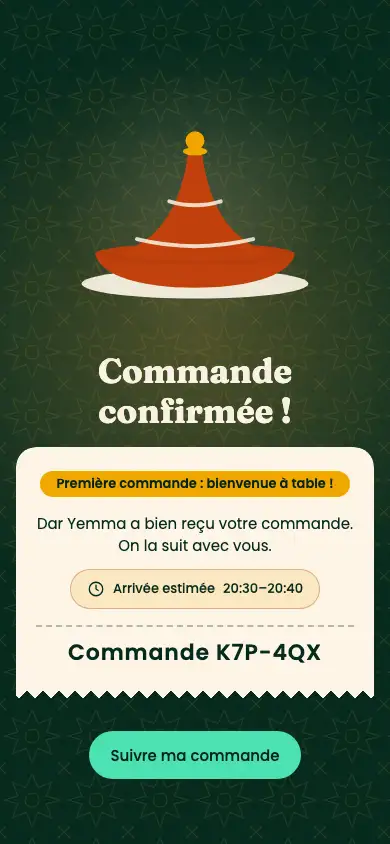 Commande
confirmée !
Première commande : bienvenue à table !
Dar Yemma a bien reçu votre commande.
On la suit avec vous.
Arrivée estimée 20:30–20:40
Commande K7P-4QX
Suivre ma commande